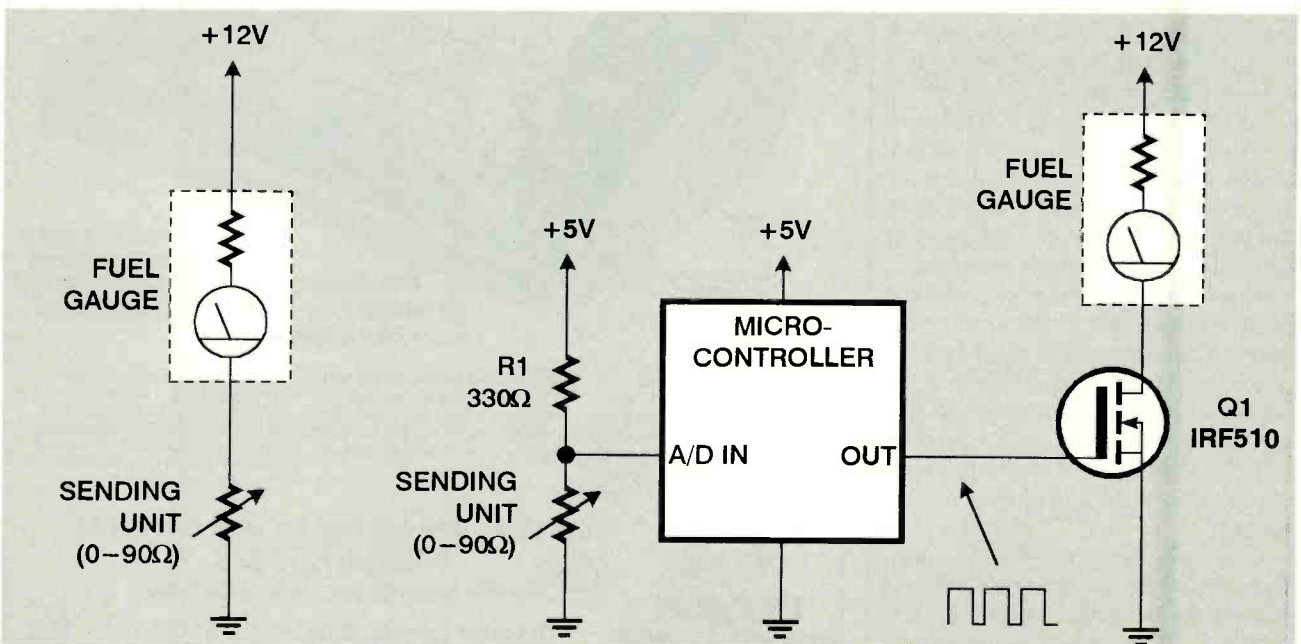 +12V
FUEL
GAUGE
SENDING
UNIT
(0–90Ω)
+5V
R1
330Ω
SENDING
UNIT
(0–90Ω)
+5V
MICRO-
CONTROLLER
A/D IN
OUT
+12V
FUEL
GAUGE
Q1
IRF510